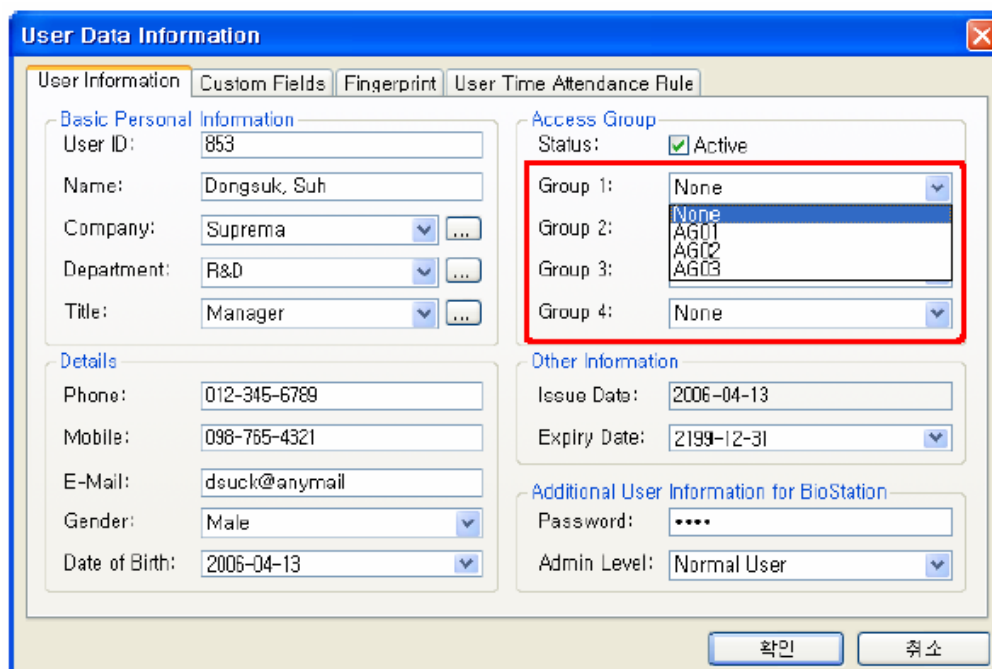 User Data Information
User Information Custom Fields Fingerprint User Time Attendance Rule
Basic Personal Information
User ID: 853
Name: Dongsuk, Suh
Company: Suprema ...
Department: R&D ...
Title: Manager ...
Details
Phone: 012-345-6789
Mobile: 098-765-4321
E-Mail: dsuck@anymail
Gender: Male
Date of Birth: 2006-04-13
Access Group
Status: Active
Group 1: None
None
AG01
AG02
AG03
Group 2:
Group 3:
Group 4: None
Other Information
Issue Date: 2006-04-13
Expiry Date: 2199-12-31
Additional User Information for BioStation
Password: ••••
Admin Level: Normal User
확인 취소